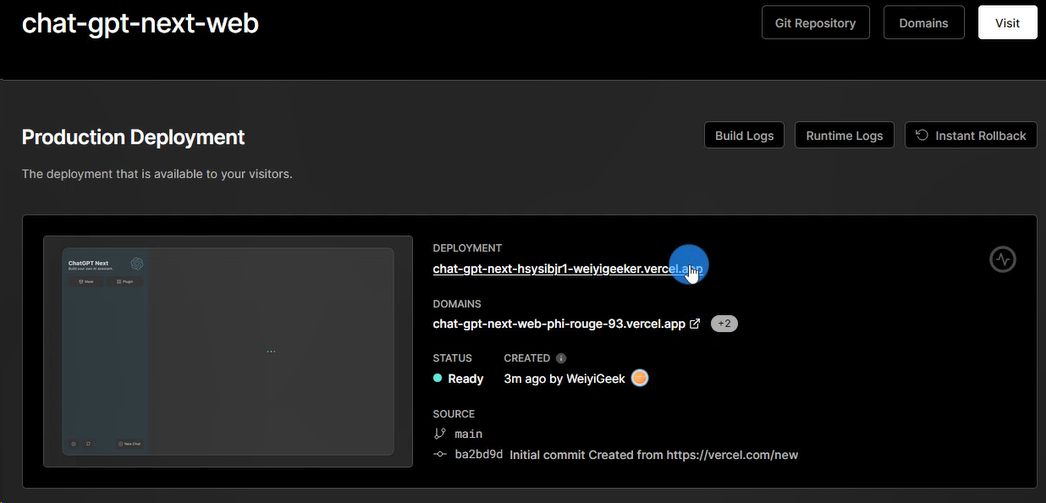 chat-gpt-next-web
Git Repository
Domains
Visit
Production Deployment
Build Logs
Runtime Logs
Instant Rollback
The deployment that is available to your visitors.
ChatGPT Next
Build your own AI assistant.
Mask
Plugin
New Chat
DEPLOYMENT
chat-gpt-next-hsysibjr1-weiyigeeker.vercel.app
DOMAINS
chat-gpt-next-web-phi-rouge-93.vercel.app
+2
STATUS
CREATED
Ready
3m ago by WeiyiGeek
SOURCE
main
ba2bd9d Initial commit Created from https://vercel.com/new